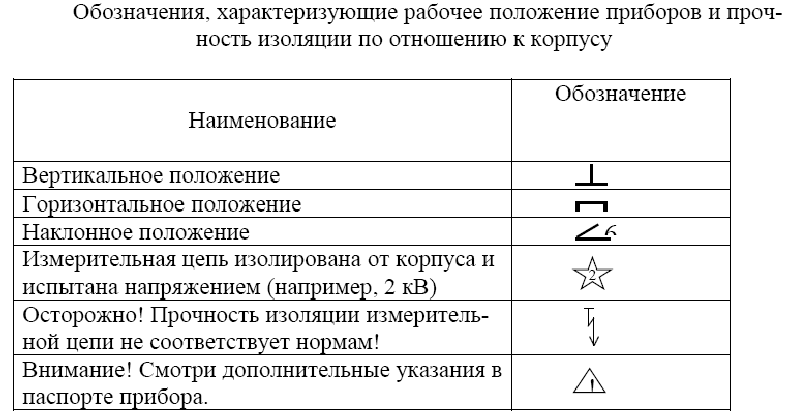 Обозначения, характеризующие рабочее положение приборов и проч-
ность изоляции по отношению к корпусу
Наименование
Обозначение
Вертикальное положение
Горизонтальное положение
Наклонное положение
Измерительная цепь изолирована от корпуса и
испытана напряжением (например, 2 кВ)
2
Осторожно! Прочность изоляции измеритель-
ной цепи не соответствует нормам!
Внимание! Смотри дополнительные указания в
паспорте прибора.
!